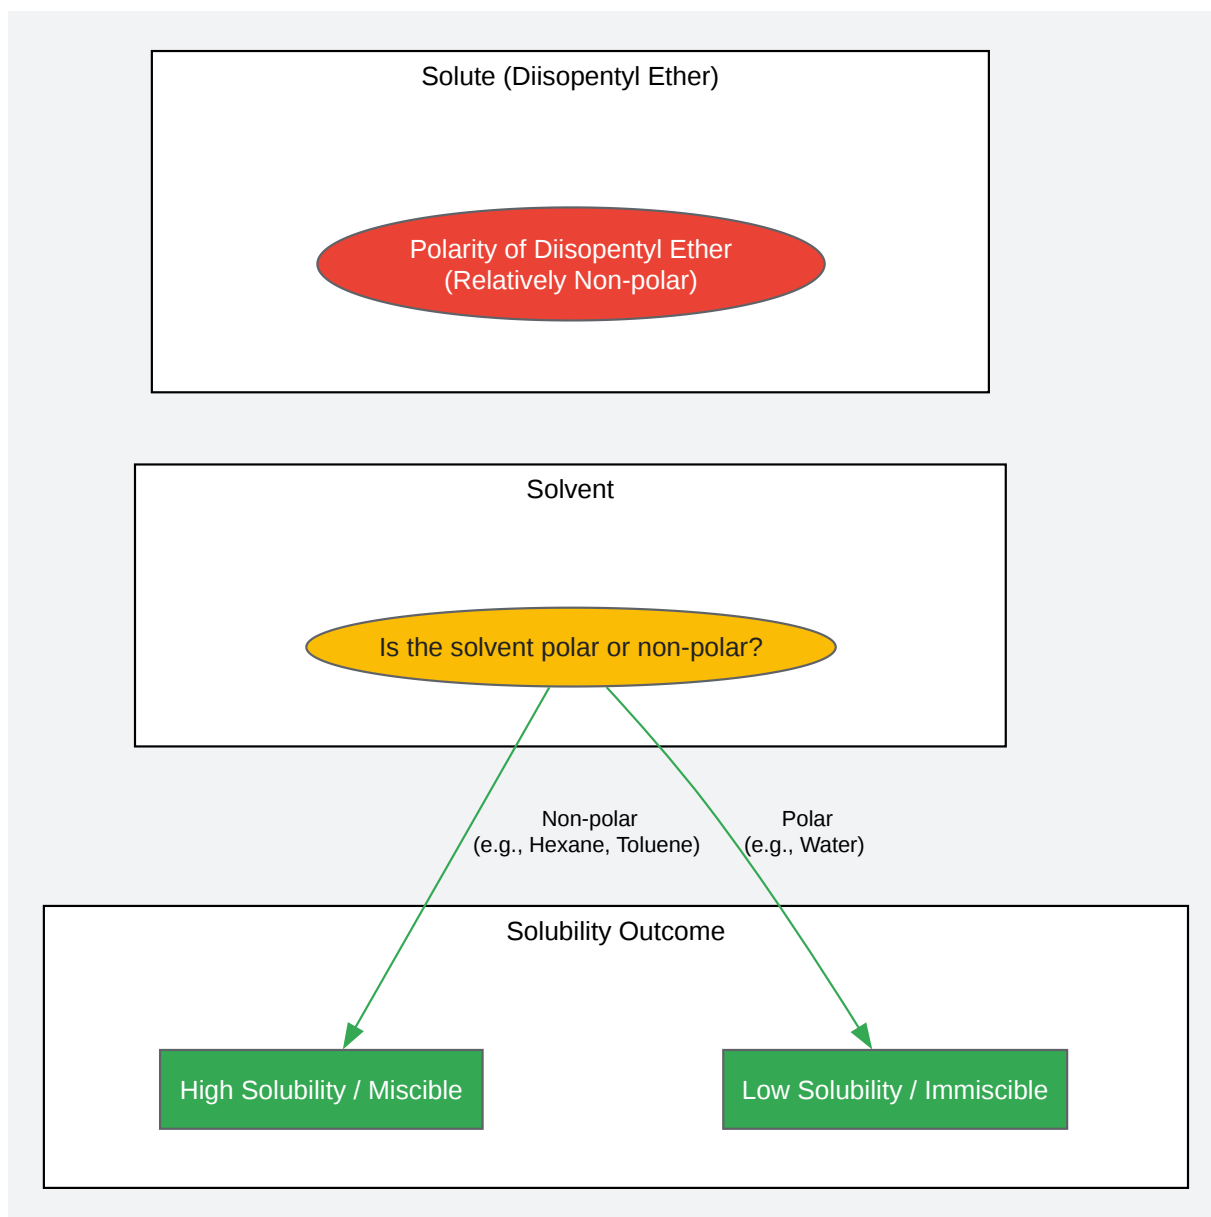 Solute (Diisopentyl Ether)
Polarity of Diisopentyl Ether
(Relatively Non-polar)
Solvent
Is the solvent polar or non-polar?
Non-polar
(e.g., Hexane, Toluene)
Polar
(e.g., Water)
Solubility Outcome
High Solubility / Miscible
Low Solubility / Immiscible